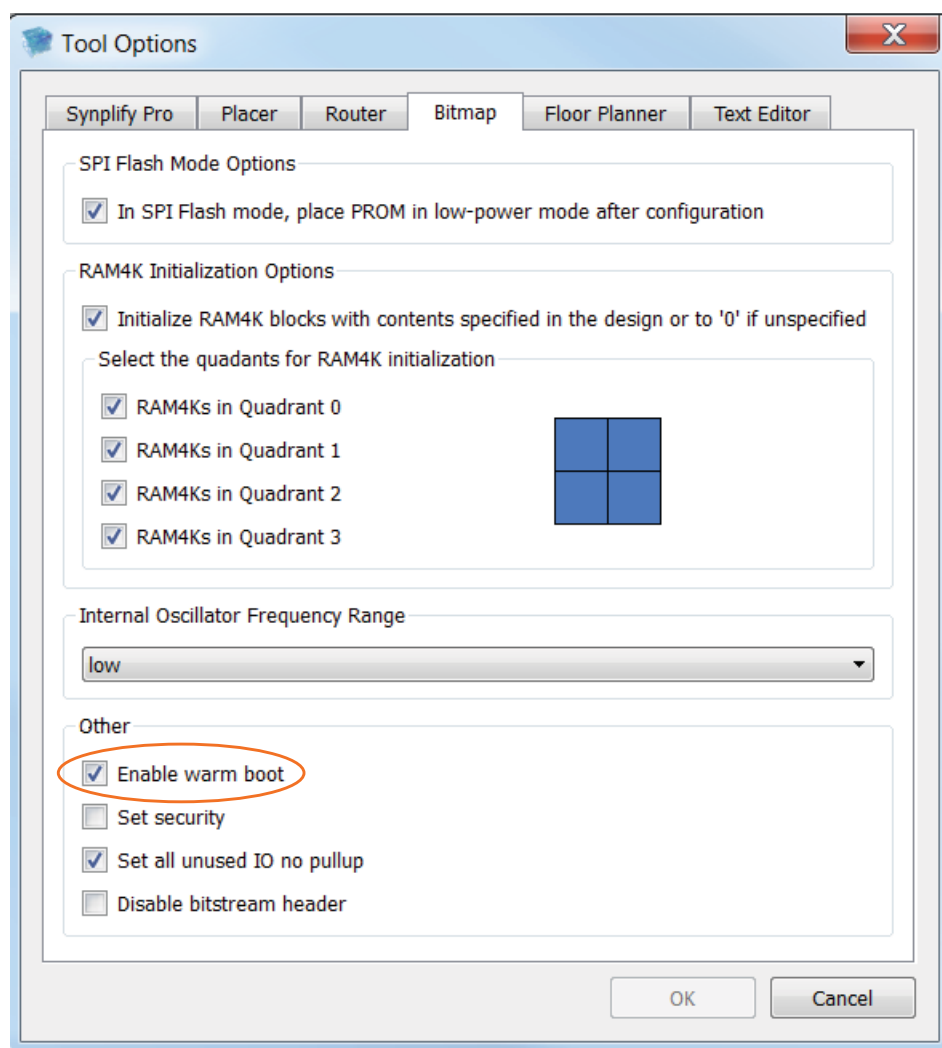 Tool Options
Synplify Pro Placer Router Bitmap Floor Planner Text Editor
SPI Flash Mode Options
In SPI Flash mode, place PROM in low-power mode after configuration
RAM4K Initialization Options
Initialize RAM4K blocks with contents specified in the design or to '0' if unspecified
Select the quadants for RAM4K initialization
RAM4Ks in Quadrant 0
RAM4Ks in Quadrant 1
RAM4Ks in Quadrant 2
RAM4Ks in Quadrant 3
Internal Oscillator Frequency Range
low
Other
Enable warm boot
Set security
Set all unused IO no pullup
Disable bitstream header
OK Cancel